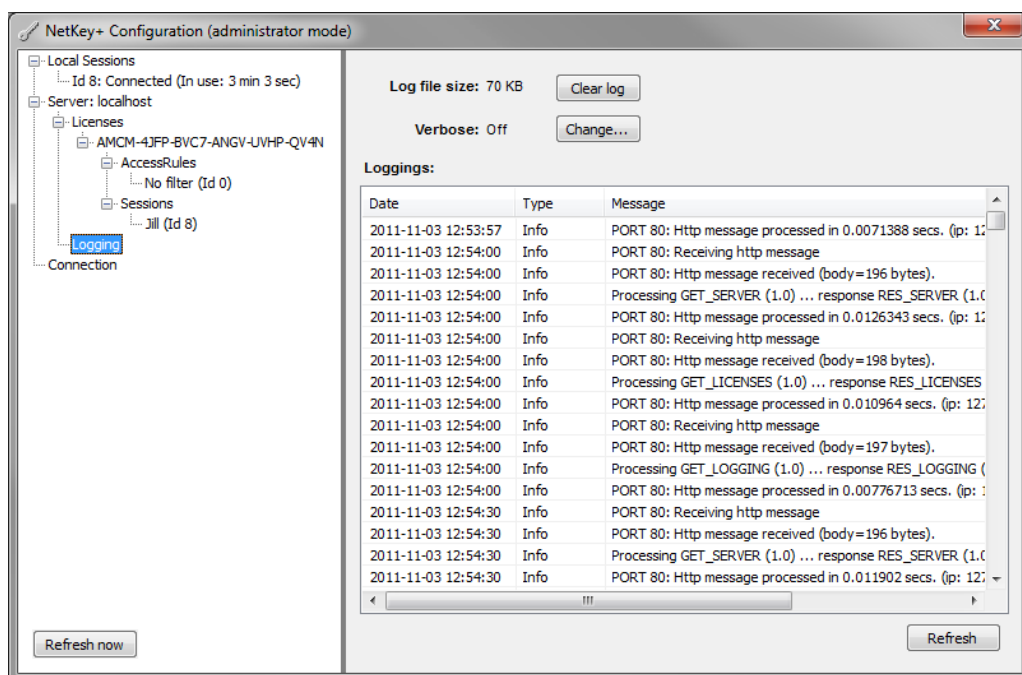 NetKey+ Configuration (administrator mode)
Local Sessions
Id 8: Connected (In use: 3 min 3 sec)
Server: localhost
Licenses
AMCM-4JFP-BVC7-ANGV-UVHP-QV4N
AccessRules
No filter (Id 0)
Sessions
Jill (Id 8)
Logging
Connection
Refresh now
Log file size: 70 KB Clear log
Verbose: Off Change...
Loggings:
Date Type Message
2011-11-03 12:53:57 Info PORT 80: Http message processed in 0.0071388 secs. (ip: 12
2011-11-03 12:54:00 Info PORT 80: Receiving http message
2011-11-03 12:54:00 Info PORT 80: Http message received (body=196 bytes).
2011-11-03 12:54:00 Info Processing GET_SERVER (1.0) ... response RES_SERVER (1.0
2011-11-03 12:54:00 Info PORT 80: Http message processed in 0.0126343 secs. (ip: 12
2011-11-03 12:54:00 Info PORT 80: Receiving http message
2011-11-03 12:54:00 Info PORT 80: Http message received (body=198 bytes).
2011-11-03 12:54:00 Info Processing GET_LICENSES (1.0) ... response RES_LICENSES
2011-11-03 12:54:00 Info PORT 80: Http message processed in 0.010964 secs. (ip: 127
2011-11-03 12:54:00 Info PORT 80: Receiving http message
2011-11-03 12:54:00 Info PORT 80: Http message received (body=197 bytes).
2011-11-03 12:54:00 Info Processing GET_LOGGING (1.0) ... response RES_LOGGING (
2011-11-03 12:54:00 Info PORT 80: Http message processed in 0.00776713 secs. (ip: 1
2011-11-03 12:54:30 Info PORT 80: Receiving http message
2011-11-03 12:54:30 Info PORT 80: Http message received (body=196 bytes).
2011-11-03 12:54:30 Info Processing GET_SERVER (1.0) ... response RES_SERVER (1.0
2011-11-03 12:54:30 Info PORT 80: Http message processed in 0.011902 secs. (ip: 127
Refresh